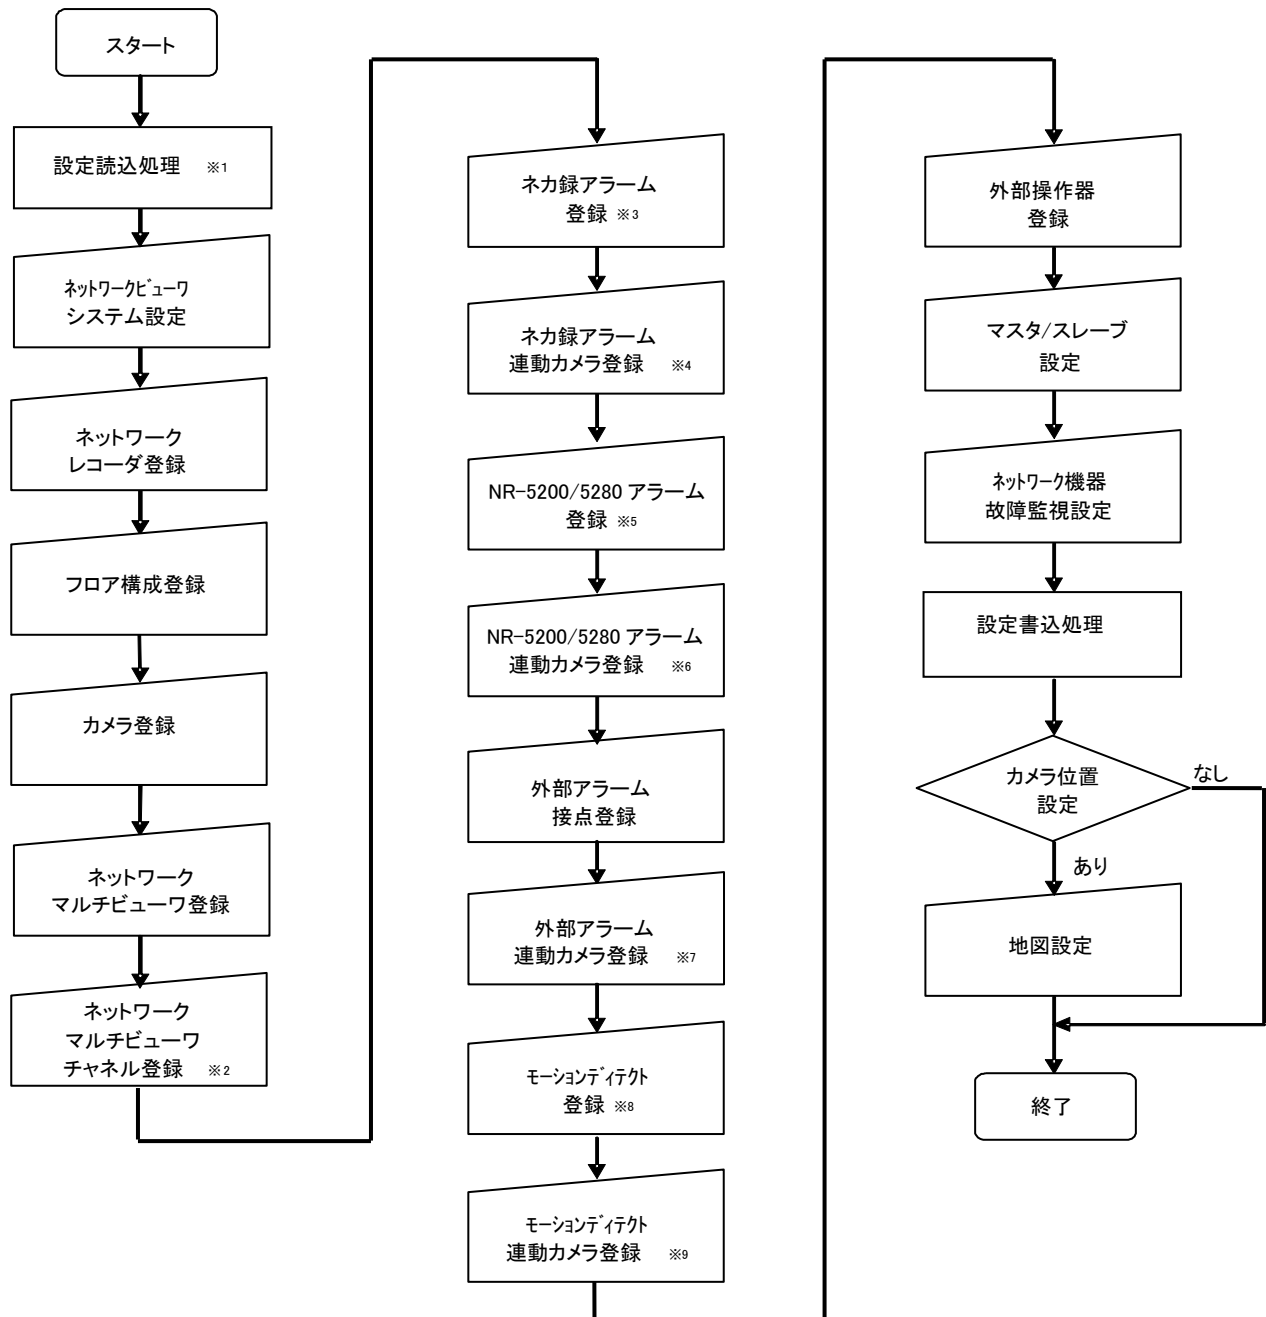 スタート
設定読込処理 ※1
ネットワークビューワ
システム設定
ネットワーク
レコーダ登録
フロア構成登録
カメラ登録
ネットワーク
マルチビューワ登録
ネットワーク
マルチビューワ
チャネル登録 ※2
ネカ録アラーム
登録 ※3
ネカ録アラーム
連動カメラ登録 ※4
NR-5200/5280 アラーム
登録 ※5
NR-5200/5280 アラーム
連動カメラ登録 ※6
外部アラーム
接点登録
外部アラーム
連動カメラ登録 ※7
モーションディテクト
登録 ※8
モーションディテクト
連動カメラ登録 ※9
外部操作器
登録
マスタ/スレーブ
設定
ネットワーク機器
故障監視設定
設定書込処理
カメラ位置
設定
なし
あり
地図設定
終了